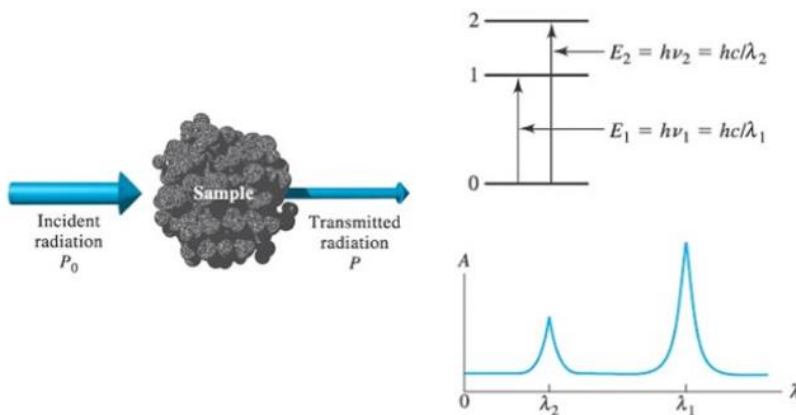 Incident
radiation
P₀
Sample
Transmitted
radiation
P
2
E₂ = hν₂ = hc/λ₂
1
E₁ = hν₁ = hc/λ₁
0
A
0
λ₂
λ₁
λ